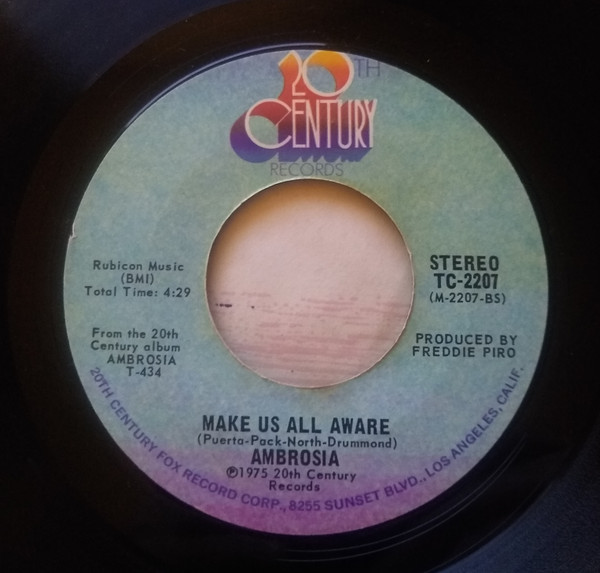 20TH
CENTURY
RECORDS
Rubicon Music
(BMI)
Total Time: 4:29
From the 20th
Century album
AMBROSIA
T-434
STEREO
TC-2207
(M-2207-BS)
PRODUCED BY
FREDDIE PIRO
MAKE US ALL AWARE
(Puerta-Pack-North-Drummond)
AMBROSIA
℗1975 20th Century
Records
20TH CENTURY FOX RECORD CORP., 8255 SUNSET BLVD., LOS ANGELES, CALIF.